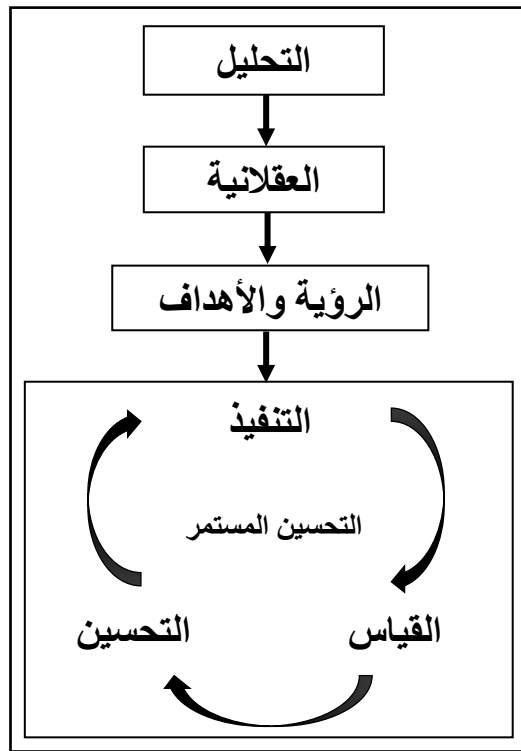 التحليل
العقلانية
الرؤية والأهداف
التنفيذ
التحسين المستمر
القياس
التحسين